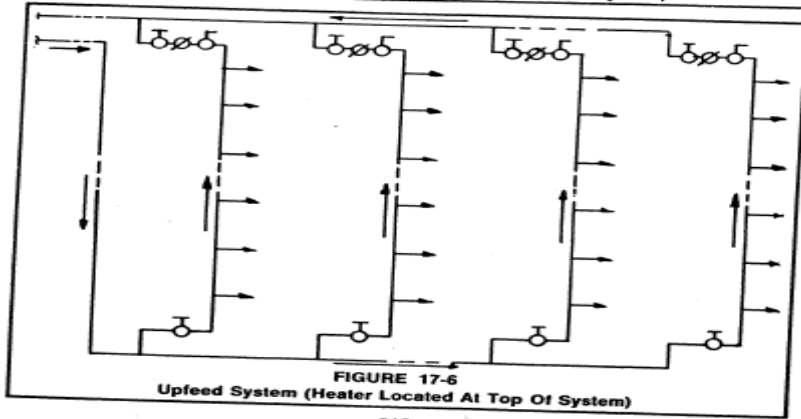 FIGURE 17-6
Upfeed System (Heater Located At Top Of System)